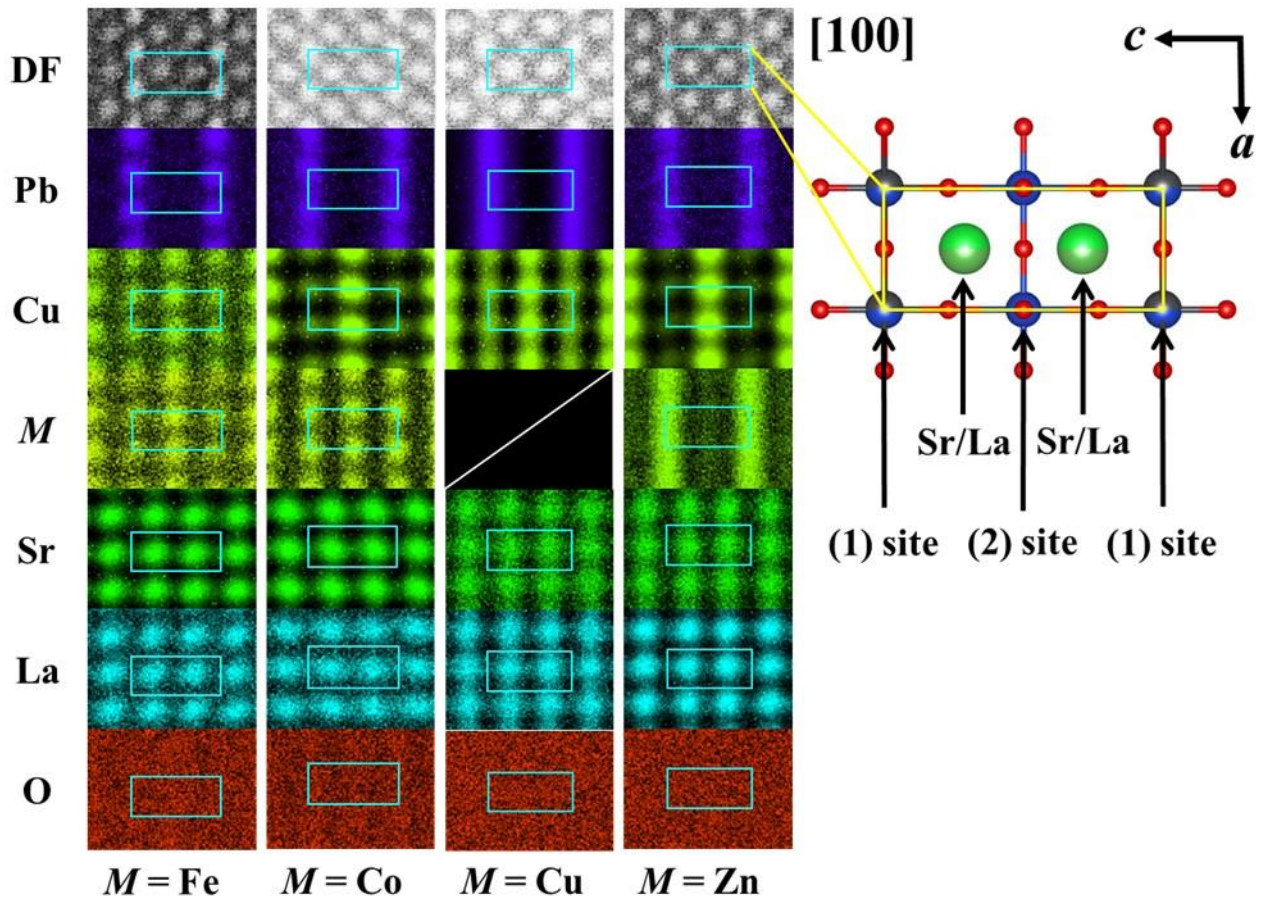 DF
Pb
Cu
M
Sr
La
O
M = Fe
M = Co
M = Cu
M = Zn
[100]
c
a
Sr/La
Sr/La
(1) site
(2) site
(1) site